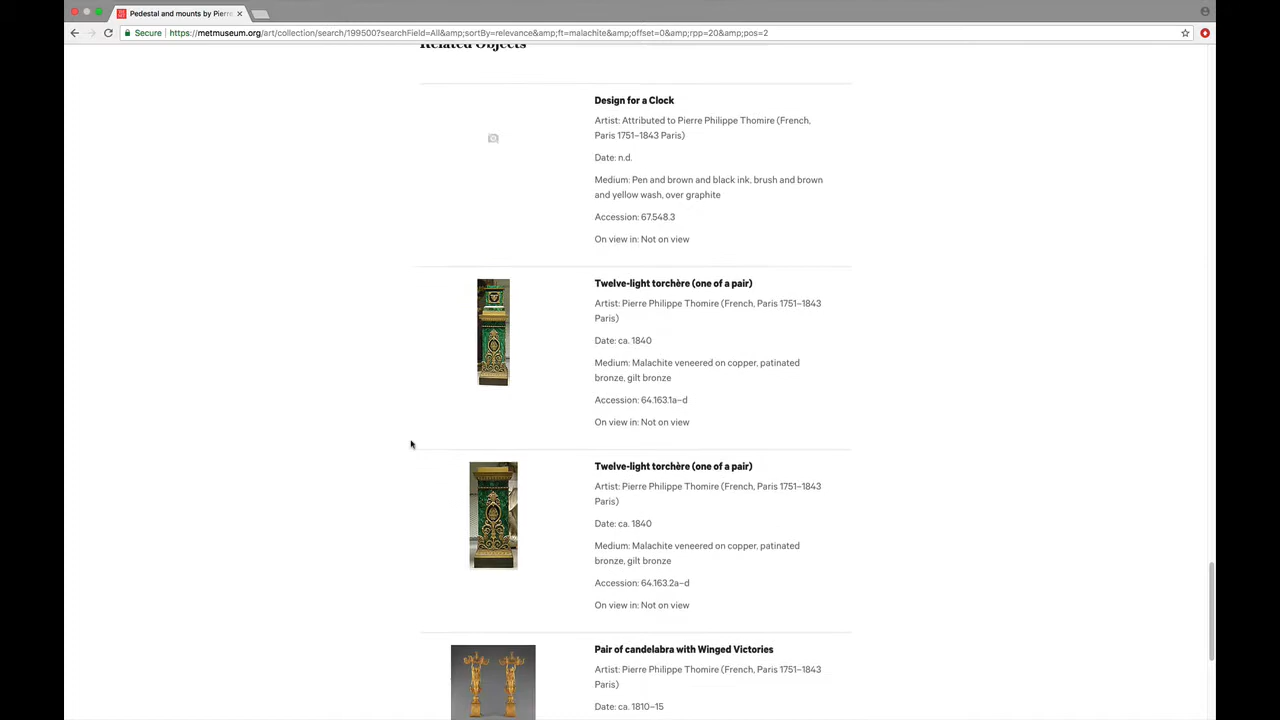 Pedestal and mounts by Pierre
Secure
https://metmuseum.org/art/collection/search/199500?searchField=All&amp;sortBy=relevance&amp;ft=malachite&amp;offset=0&amp;rpp=20&amp;pos=2
Related Objects
Design for a Clock
Artist: Attributed to Pierre Philippe Thomire (French,
Paris 1751–1843 Paris)
Date: n.d.
Medium: Pen and brown and black ink, brush and brown
and yellow wash, over graphite
Accession: 67.548.3
On view in: Not on view
Twelve-light torchère (one of a pair)
Artist: Pierre Philippe Thomire (French, Paris 1751–1843
Paris)
Date: ca. 1840
Medium: Malachite veneered on copper, patinated
bronze, gilt bronze
Accession: 64.163.1a–d
On view in: Not on view
Twelve-light torchère (one of a pair)
Artist: Pierre Philippe Thomire (French, Paris 1751–1843
Paris)
Date: ca. 1840
Medium: Malachite veneered on copper, patinated
bronze, gilt bronze
Accession: 64.163.2a–d
On view in: Not on view
Pair of candelabra with Winged Victories
Artist: Pierre Philippe Thomire (French, Paris 1751–1843
Paris)
Date: ca. 1810–15